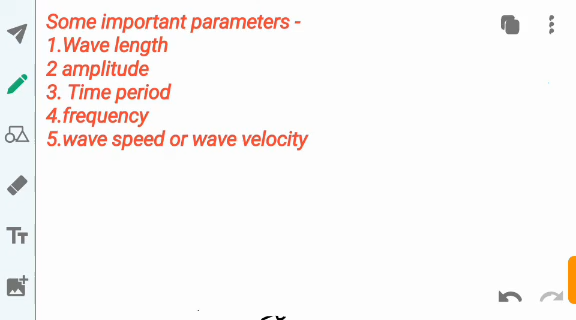 Some important parameters -
1.Wave length
2 amplitude
3. Time period
4.frequency
5.wave speed or wave velocity
TT